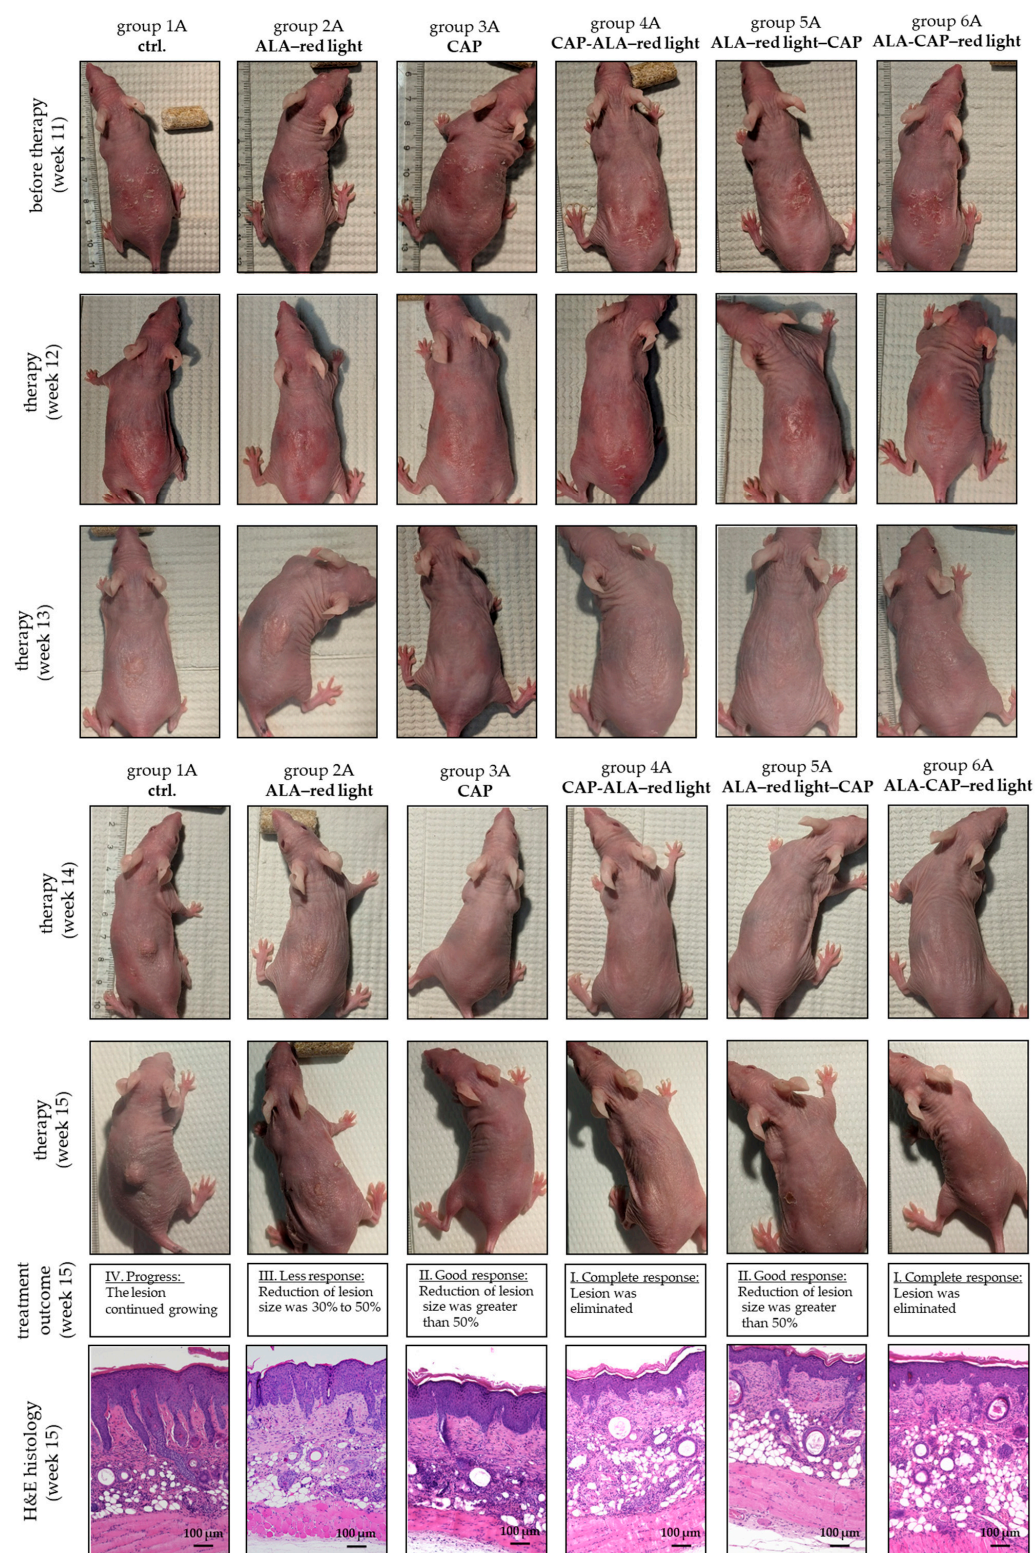 group 1A
ctrl.
group 2A
ALA–red light
group 3A
CAP
group 4A
CAP-ALA–red light
group 5A
ALA–red light–CAP
group 6A
ALA-CAP–red light
before therapy
(week 11)
therapy
(week 12)
therapy
(week 13)
group 1A
ctrl.
group 2A
ALA–red light
group 3A
CAP
group 4A
CAP-ALA–red light
group 5A
ALA–red light–CAP
group 6A
ALA-CAP–red light
therapy
(week 14)
therapy
(week 15)
treatment
outcome
(week 15)
IV. Progress:
The lesion
continued growing
III. Less response:
Reduction of lesion
size was 30% to 50%
II. Good response:
Reduction of lesion
size was greater
than 50%
I. Complete response:
Lesion was
eliminated
II. Good response:
Reduction of lesion
size was greater
than 50%
I. Complete response:
Lesion was
eliminated
H&E histology
(week 15)
100 µm
100 µm
100 µm
100 µm
100 µm
100 µm